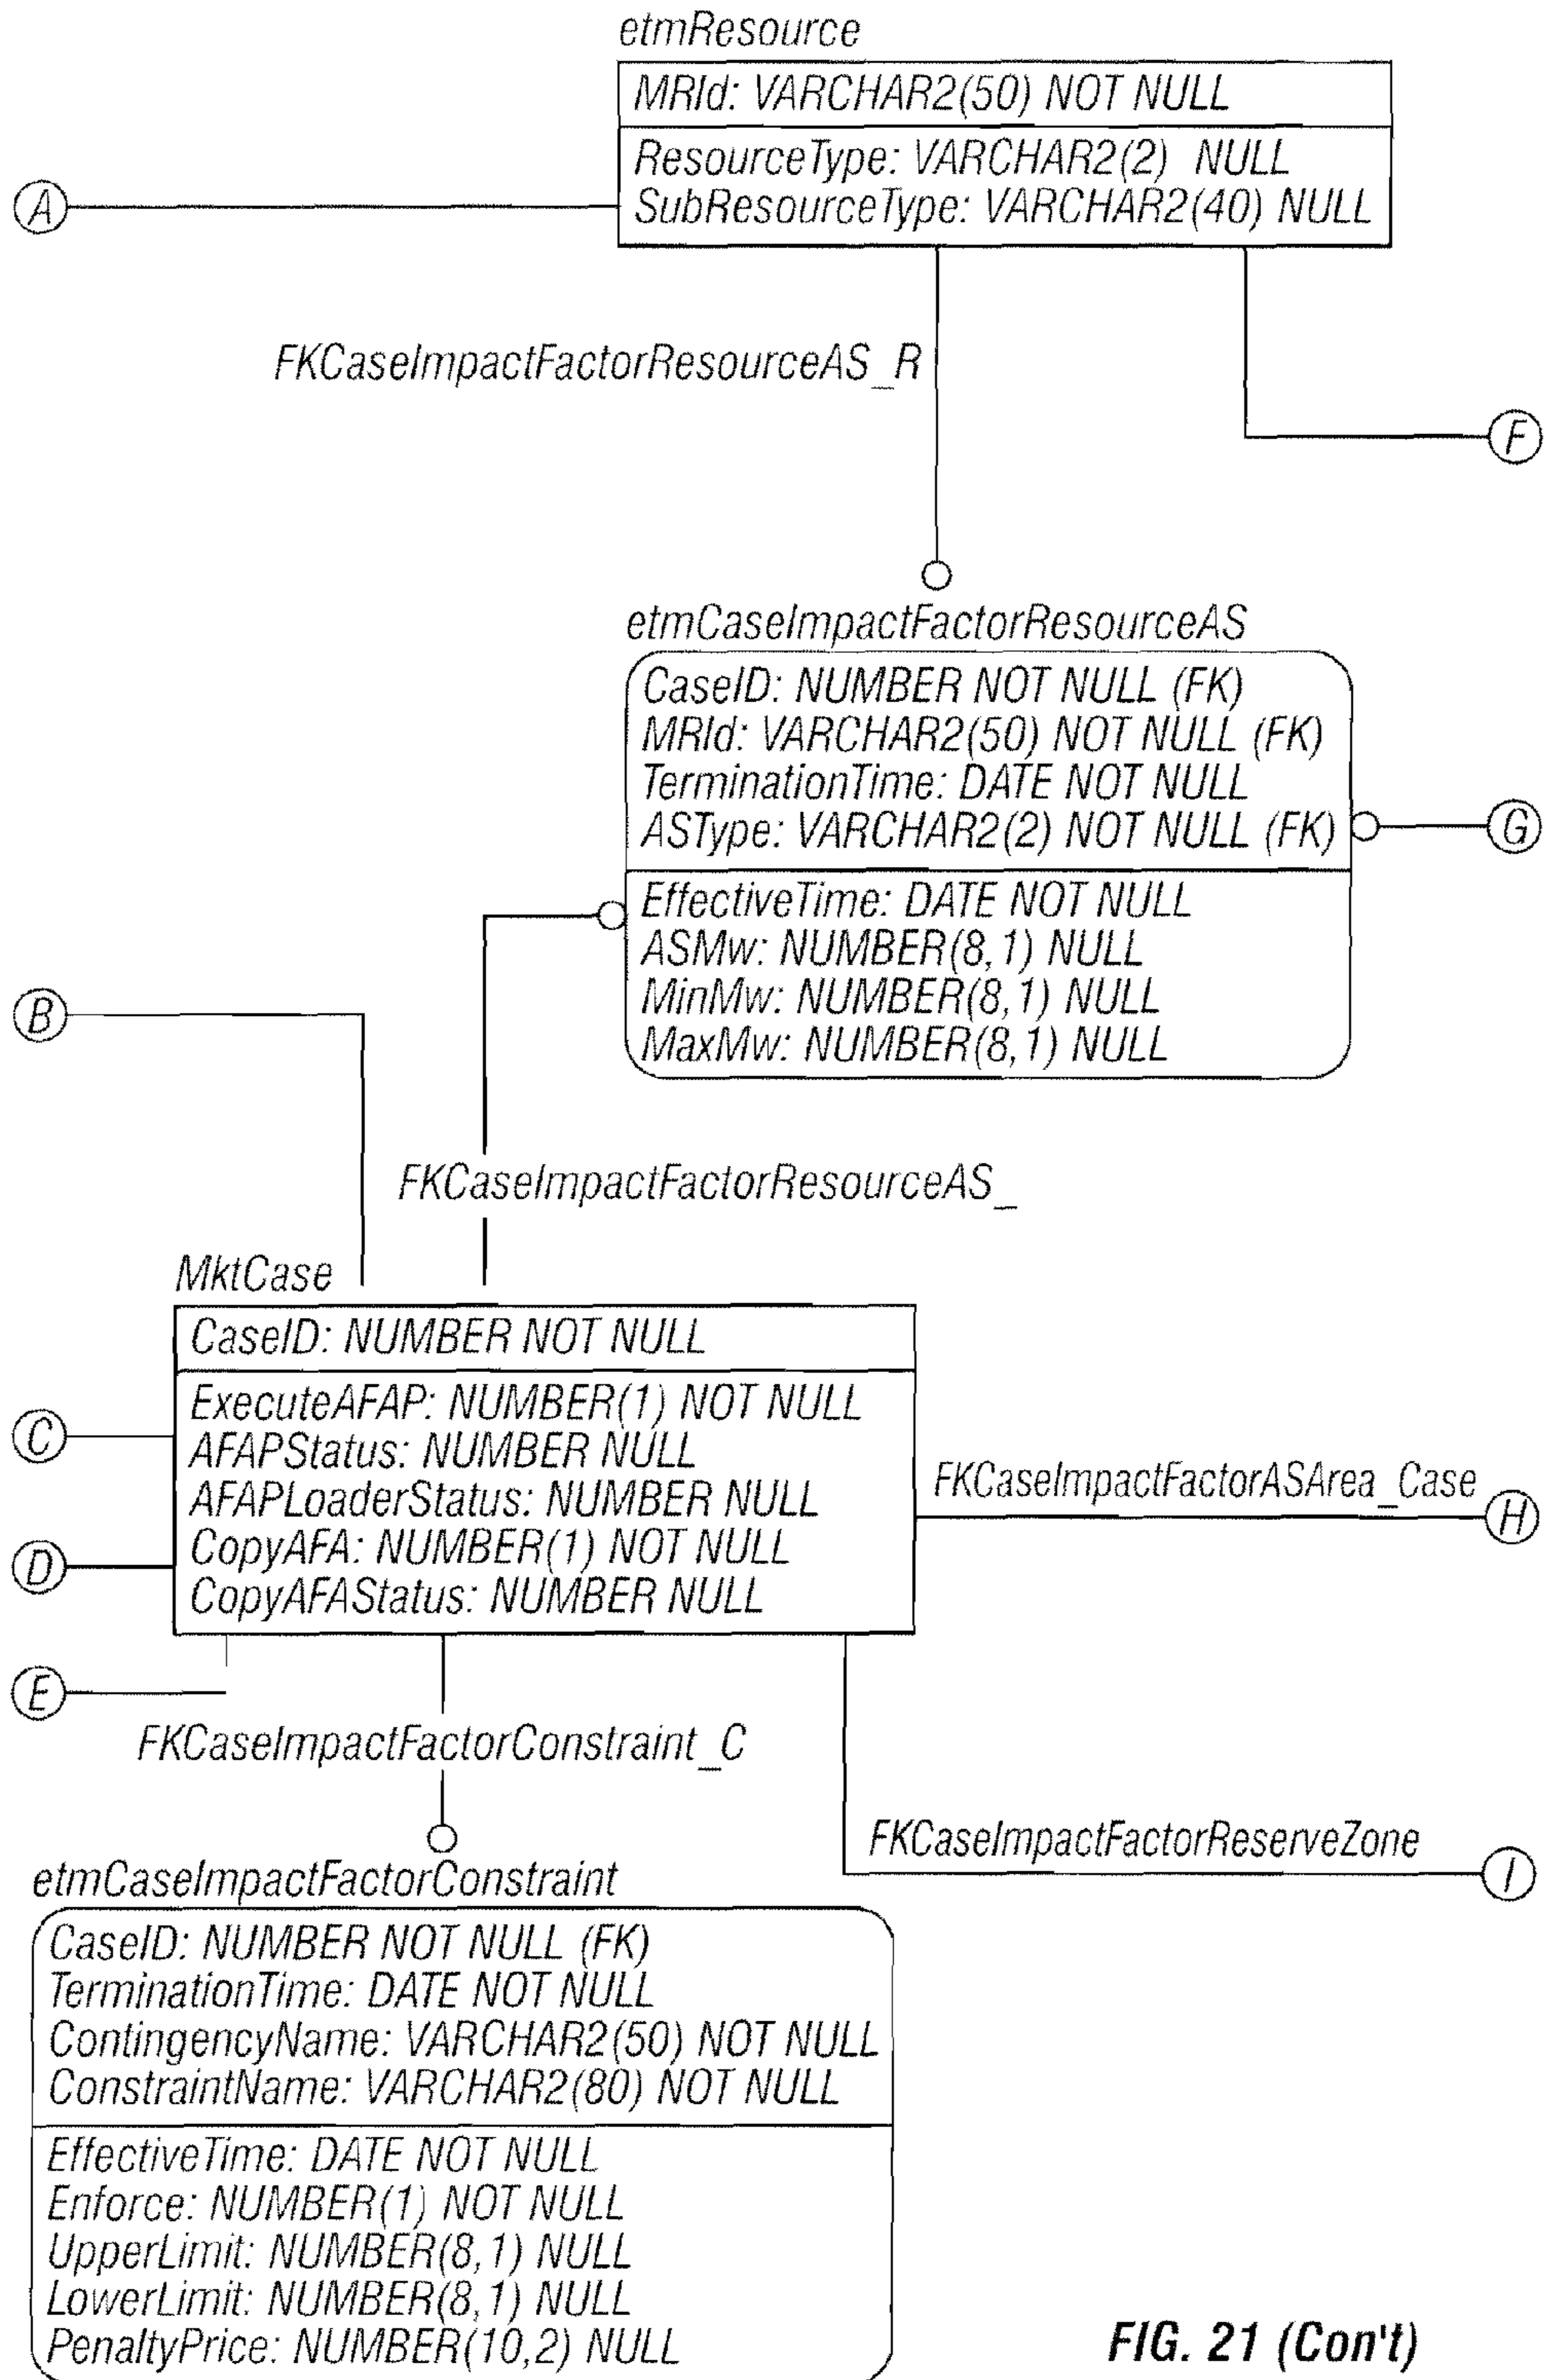 etmResource
MRId: VARCHAR2(50) NOT NULL
ResourceType: VARCHAR2(2) NULL
SubResourceType: VARCHAR2(40) NULL
A
FKCaseImpactFactorResourceAS_R
F
etmCaseImpactFactorResourceAS
CaseID: NUMBER NOT NULL (FK)
MRId: VARCHAR2(50) NOT NULL (FK)
TerminationTime: DATE NOT NULL
ASType: VARCHAR2(2) NOT NULL (FK)
G
EffectiveTime: DATE NOT NULL
ASMw: NUMBER(8,1) NULL
MinMw: NUMBER(8,1) NULL
MaxMw: NUMBER(8,1) NULL
B
FKCaseImpactFactorResourceAS_
MktCase
CaseID: NUMBER NOT NULL
ExecuteAFAP: NUMBER(1) NOT NULL
AFAPStatus: NUMBER NULL
AFAPLoaderStatus: NUMBER NULL
CopyAFA: NUMBER(1) NOT NULL
CopyAFAStatus: NUMBER NULL
C
D
FKCaseImpactFactorASArea_Case
H
E
FKCaseImpactFactorConstraint_C
FKCaseImpactFactorReserveZone
I
etmCaseImpactFactorConstraint
CaseID: NUMBER NOT NULL (FK)
TerminationTime: DATE NOT NULL
ContingencyName: VARCHAR2(50) NOT NULL
ConstraintName: VARCHAR2(80) NOT NULL
EffectiveTime: DATE NOT NULL
Enforce: NUMBER(1) NOT NULL
UpperLimit: NUMBER(8,1) NULL
LowerLimit: NUMBER(8,1) NULL
PenaltyPrice: NUMBER(10,2) NULL
FIG. 21 (Con't)